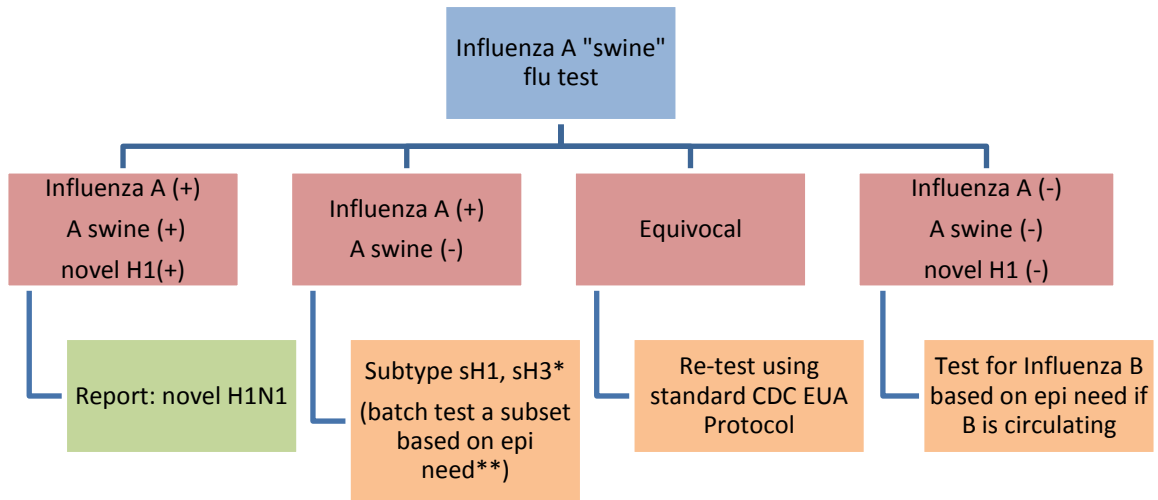 Influenza A "swine"
flu test
Influenza A (+)
A swine (+)
novel H1(+)
Influenza A (+)
A swine (-)
Equivocal
Influenza A (-)
A swine (-)
novel H1 (-)
Report: novel H1N1
Subtype sH1, sH3*
(batch test a subset
based on epi
need**)
Re-test using
standard CDC EUA
Protocol
Test for Influenza B
based on epi need if
B is circulating